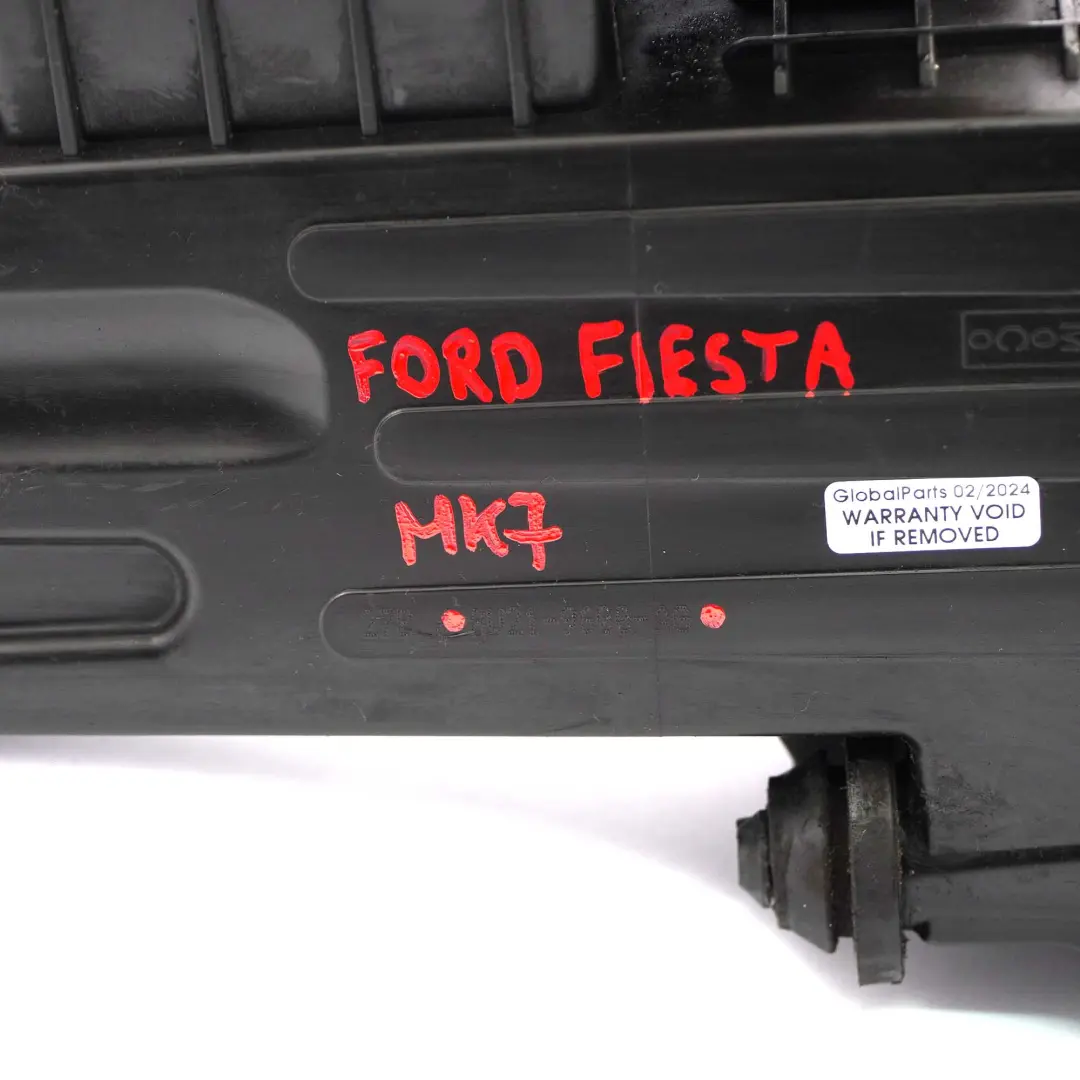 FORD FIESTA
MK7
GlobalParts 02/2024
WARRANTY VOID
IF REMOVED